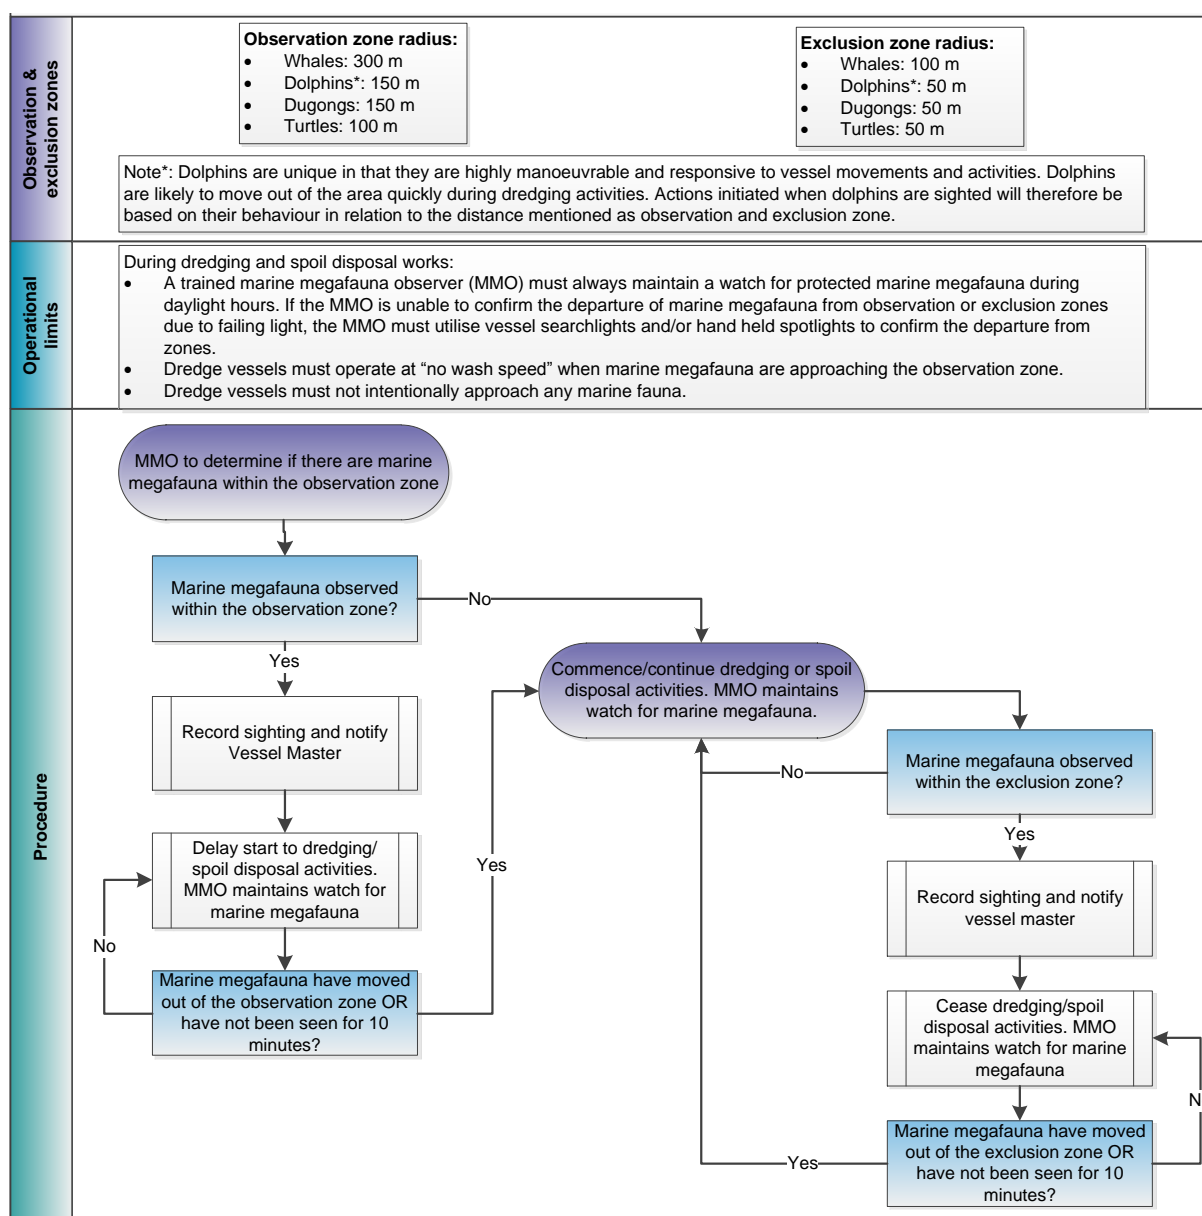 Observation &
exclusion zones
Observation zone radius:
• Whales: 300 m
• Dolphins*: 150 m
• Dugongs: 150 m
• Turtles: 100 m
Exclusion zone radius:
• Whales: 100 m
• Dolphins*: 50 m
• Dugongs: 50 m
• Turtles: 50 m
Note*: Dolphins are unique in that they are highly manoeuvrable and responsive to vessel movements and activities. Dolphins
are likely to move out of the area quickly during dredging activities. Actions initiated when dolphins are sighted will therefore be
based on their behaviour in relation to the distance mentioned as observation and exclusion zone.
Operational
limits
During dredging and spoil disposal works:
• A trained marine megafauna observer (MMO) must always maintain a watch for protected marine megafauna during
daylight hours. If the MMO is unable to confirm the departure of marine megafauna from observation or exclusion zones
due to failing light, the MMO must utilise vessel searchlights and/or hand held spotlights to confirm the departure from
zones.
• Dredge vessels must operate at “no wash speed” when marine megafauna are approaching the observation zone.
• Dredge vessels must not intentionally approach any marine fauna.
Procedure
MMO to determine if there are marine
megafauna within the observation zone
Marine megafauna observed
within the observation zone?
No
Yes
Record sighting and notify
Vessel Master
Delay start to dredging/
spoil disposal activities.
MMO maintains watch for
marine megafauna
No
Marine megafauna have moved
out of the observation zone OR
have not been seen for 10
minutes?
Yes
Commence/continue dredging or spoil
disposal activities. MMO maintains
watch for marine megafauna.
Marine megafauna observed
within the exclusion zone?
No
Yes
Record sighting and notify
vessel master
Cease dredging/spoil
disposal activities. MMO
maintains watch for marine
megafauna
N
Marine megafauna have moved
out of the exclusion zone OR
have not been seen for 10
minutes?
Yes